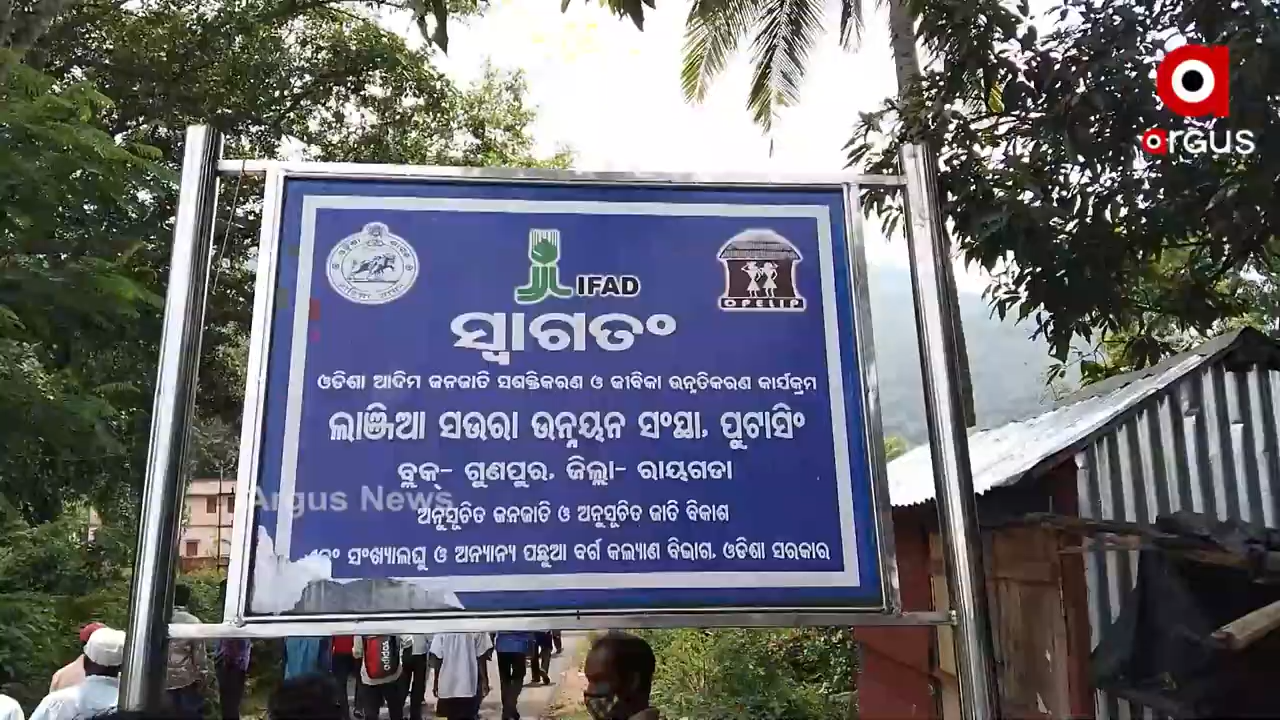 argus
IFAD
OPELIP
ସ୍ୱାଗତଂ
ଓଡିଶା ଆଦିମ ଜନଜାତି ସଶକ୍ତିକରଣ ଓ ଜୀବିକା ଉନ୍ନତିକରଣ କାର୍ଯକ୍ରମ
ଲାଞ୍ଜିଆ ସଉରା ଉନ୍ନୟନ ସଂସ୍ଥା, ପୁଟାସିଂ
ବ୍ଲକ୍- ଗୁଣପୁର, ଜିଲ୍ଲା- ରାୟଗଡା
Argus News
ଅନୁସୂଚିତ ଜନଜାତି ଓ ଅନୁସୂଚିତ ଜାତି ବିକାଶ
ସଂଖ୍ୟାଲଘୁ ଓ ଅନ୍ୟାନ୍ୟ ପଛୁଆ ବର୍ଗ କଲ୍ୟାଣ ବିଭାଗ, ଓଡିଶା ସରକାର